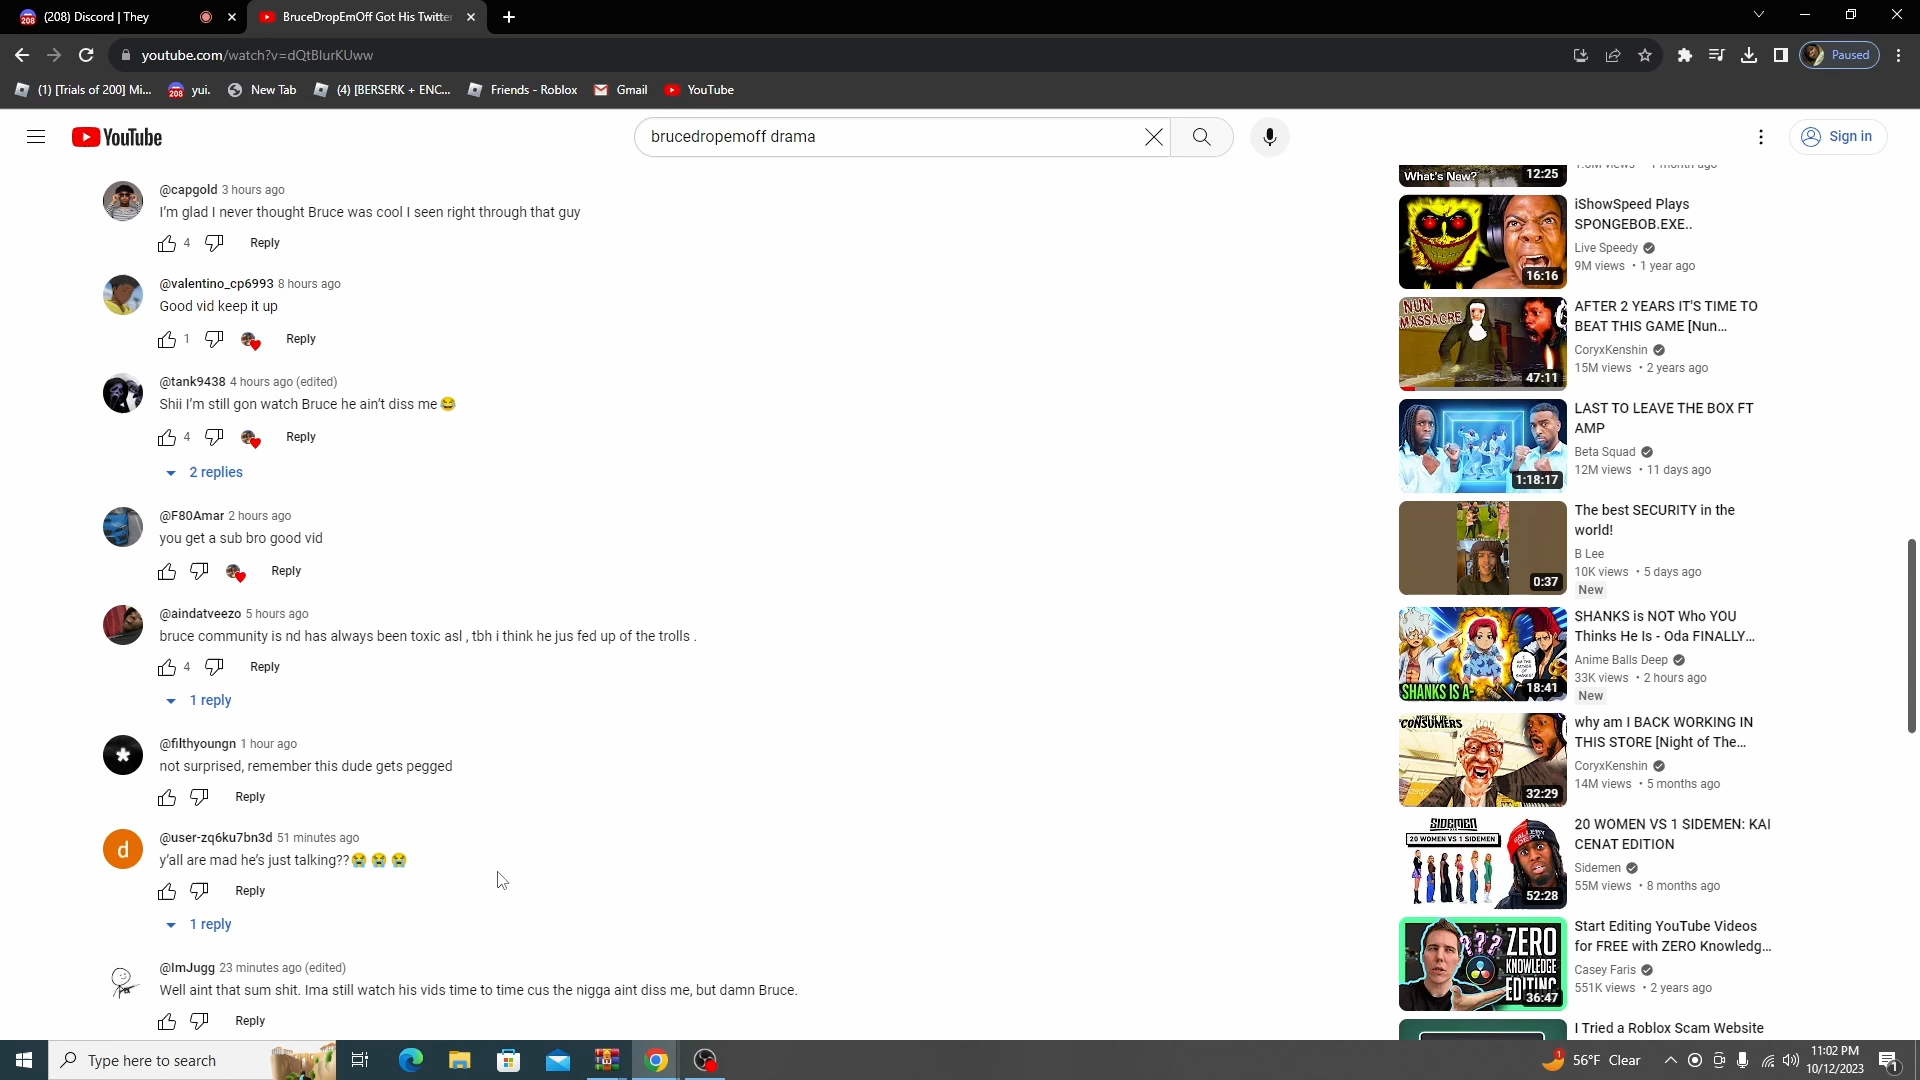 (208) Discord | They
BruceDropEmOff Got His Twitter
youtube.com/watch?v=dQtBlurKUww
Paused
(1) [Trials of 200] Mi...
yui.
New Tab
(4) [BERSERK + ENC...
Friends - Roblox
Gmail
YouTube
YouTube
brucedropemoff drama
Sign in
@capgold 3 hours ago
I'm glad I never thought Bruce was cool I seen right through that guy
4
Reply
@valentino_cp6993 8 hours ago
Good vid keep it up
1
Reply
@tank9438 4 hours ago (edited)
Shii I'm still gon watch Bruce he ain't diss me😂
4
Reply
2 replies
@F80Amar 2 hours ago
you get a sub bro good vid
Reply
@aindatveezo 5 hours ago
bruce community is nd has always been toxic asl , tbh i think he jus fed up of the trolls .
4
Reply
1 reply
@filthyoungn 1 hour ago
not surprised, remember this dude gets pegged
Reply
d
@user-zq6ku7bn3d 51 minutes ago
y'all are mad he's just talking??😭😭😭
Reply
1 reply
@ImJugg 23 minutes ago (edited)
Well aint that sum shit. Ima still watch his vids time to time cus the nigga aint diss me, but damn Bruce.
Reply
What's New?
12:25
1 month ago
iShowSpeed Plays
SPONGEBOB.EXE..
Live Speedy
9M views • 1 year ago
16:16
NUN
MASSACRE
47:11
AFTER 2 YEARS IT'S TIME TO
BEAT THIS GAME [Nun...
CoryxKenshin
15M views • 2 years ago
1:18:17
LAST TO LEAVE THE BOX FT
AMP
Beta Squad
12M views • 11 days ago
0:37
The best SECURITY in the
world!
B Lee
10K views • 5 days ago
New
SHANKS IS A-
18:41
SHANKS is NOT Who YOU
Thinks He Is - Oda FINALLY...
Anime Balls Deep
33K views • 2 hours ago
New
CONSUMERS
32:29
why am I BACK WORKING IN
THIS STORE [Night of The...
CoryxKenshin
14M views • 5 months ago
SIDEMEN
20 WOMEN VS 1 SIDEMEN
52:28
20 WOMEN VS 1 SIDEMEN: KAI
CENAT EDITION
Sidemen
55M views • 8 months ago
???
ZERO
KNOWLEDGE
EDITING
36:47
Start Editing YouTube Videos
for FREE with ZERO Knowledg...
Casey Faris
551K views • 2 years ago
I Tried a Roblox Scam Website
Type here to search
56°F Clear
11:02 PM
10/12/2023